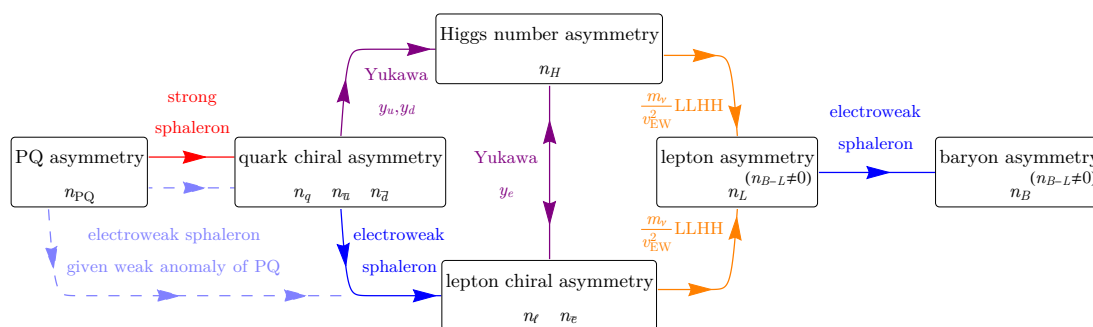 Higgs number asymmetry
n_H
Yukawa
y_u,y_d
m_ν/v²_EW LLHH
strong
sphaleron
electroweak
sphaleron
PQ asymmetry
n_PQ
quark chiral asymmetry
n_q n_ū n_d̄
Yukawa
y_e
lepton asymmetry
(n_{B-L}≠0)
n_L
baryon asymmetry
(n_{B-L}≠0)
n_B
electroweak sphaleron
given weak anomaly of PQ
electroweak
sphaleron
m_ν/v²_EW LLHH
lepton chiral asymmetry
n_ℓ n_ē